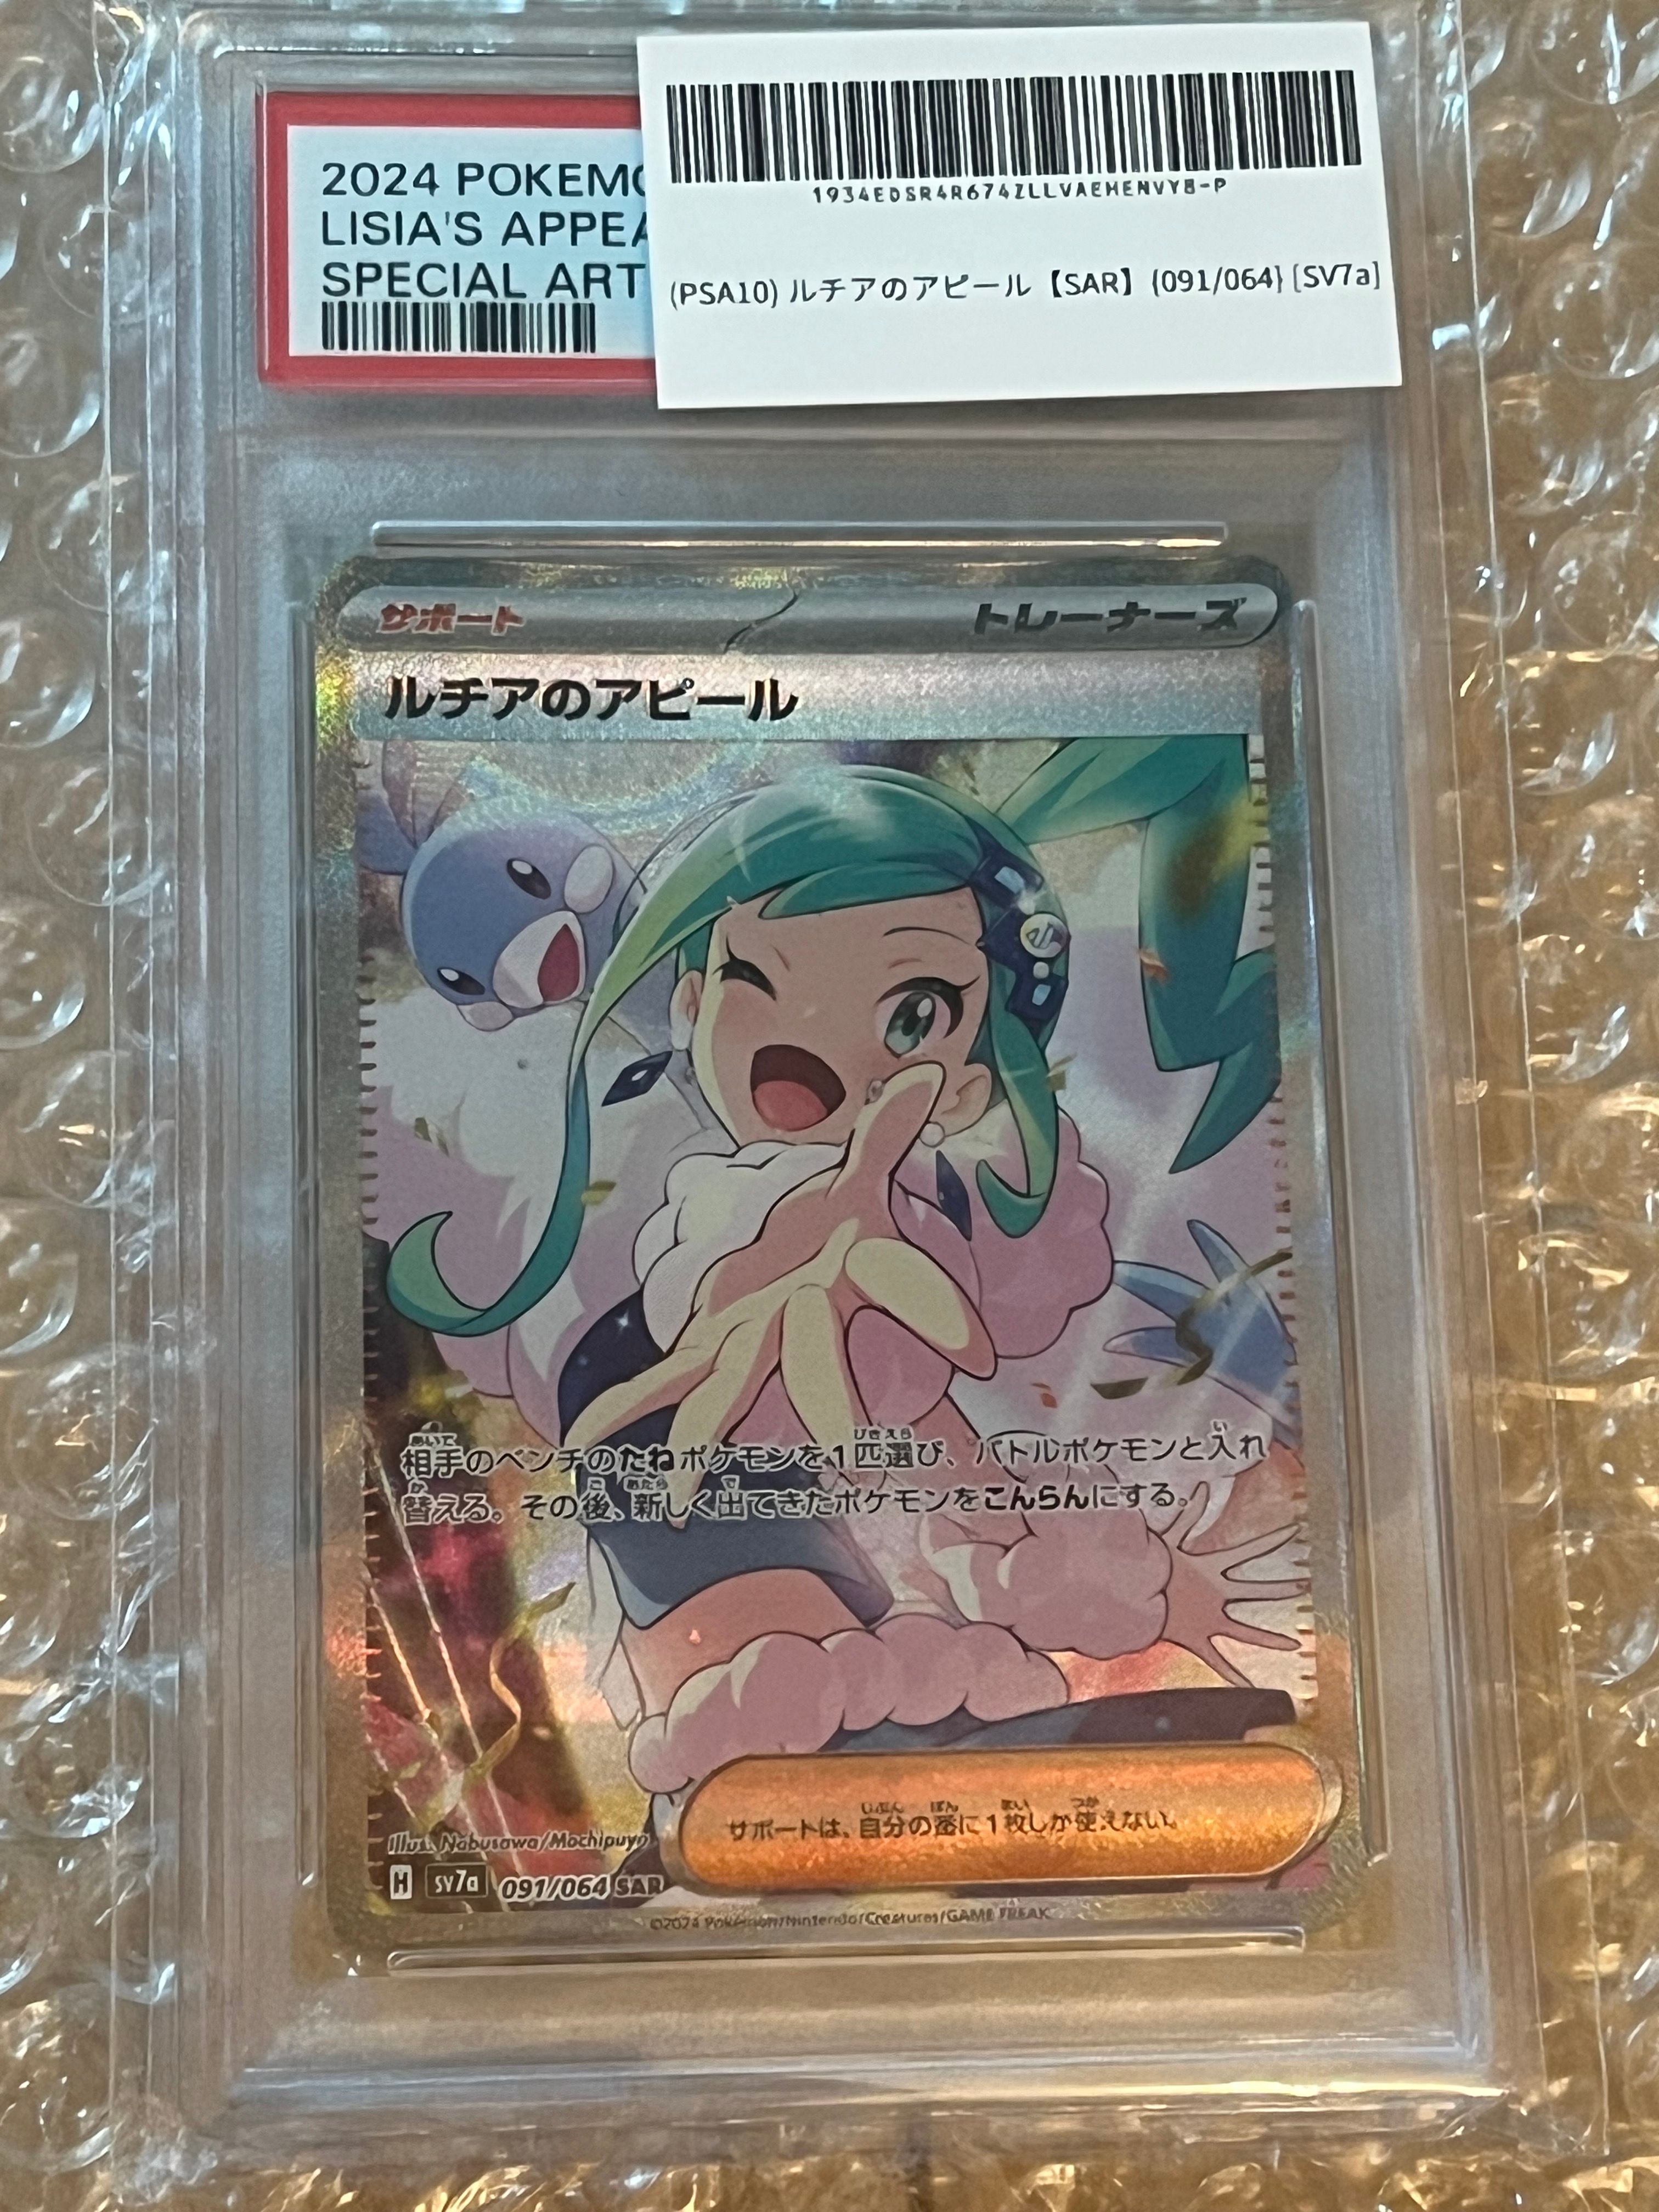 2024 POKEMO
LISIA'S APPEA
SPECIAL ART
(PSA10) ルチアのアピール【SAR】{091/064} [SV7a]
サポート
トレーナーズ
ルチアのアピール
相手のベンチのたねポケモンを1匹選び、バトルポケモンと入れ
替える。その後、新しく出てきたポケモンをこんらんにする。
サポートは、自分の番に1枚しか使えない。
Illus. Nabusawa/Mochipuyo
H SV7a 091/064 SAR
©2024 Pokémon/Nintendo/Creatures/GAME FREAK